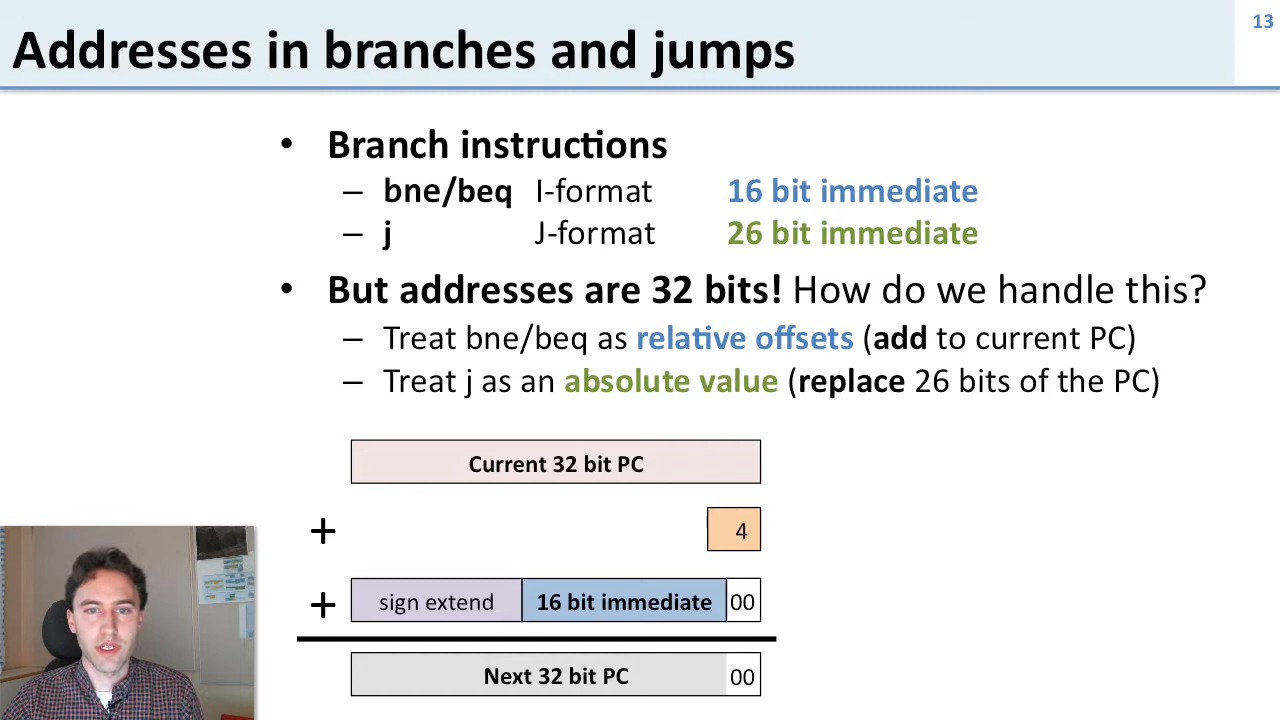 Addresses in branches and jumps
13
• Branch instructions
– bne/beq I-format 16 bit immediate
– j J-format 26 bit immediate
• But addresses are 32 bits! How do we handle this?
– Treat bne/beq as relative offsets (add to current PC)
– Treat j as an absolute value (replace 26 bits of the PC)
Current 32 bit PC
+ 4
+ sign extend 16 bit immediate 00
Next 32 bit PC 00